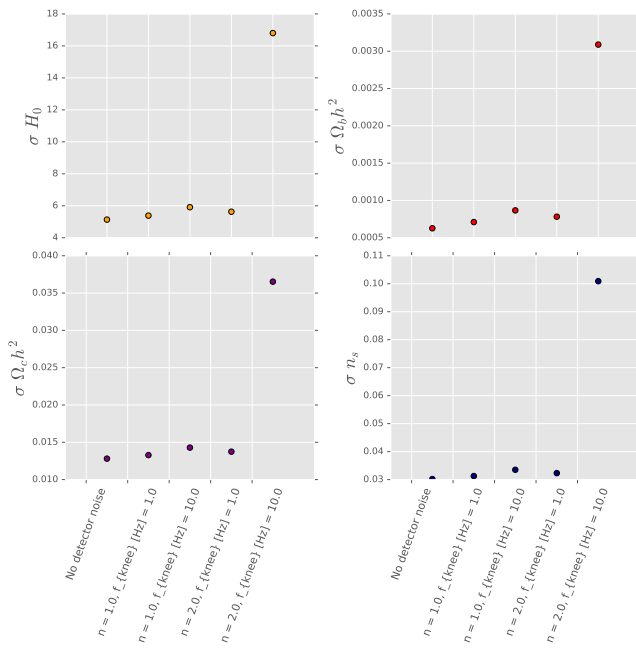 18
16
14
12
10
8
6
4
σ H_0
0.0035
0.0030
0.0025
0.0020
0.0015
0.0010
0.0005
σ Ω_b h^2
0.040
0.035
0.030
0.025
0.020
0.015
0.010
σ Ω_c h^2
0.11
0.10
0.09
0.08
0.07
0.06
0.05
0.04
0.03
σ n_s
No detector noise
n = 1.0, f_{knee} [Hz] = 1.0
n = 1.0, f_{knee} [Hz] = 10.0
n = 2.0, f_{knee} [Hz] = 1.0
n = 2.0, f_{knee} [Hz] = 10.0
No detector noise
n = 1.0, f_{knee} [Hz] = 1.0
n = 1.0, f_{knee} [Hz] = 10.0
n = 2.0, f_{knee} [Hz] = 1.0
n = 2.0, f_{knee} [Hz] = 10.0